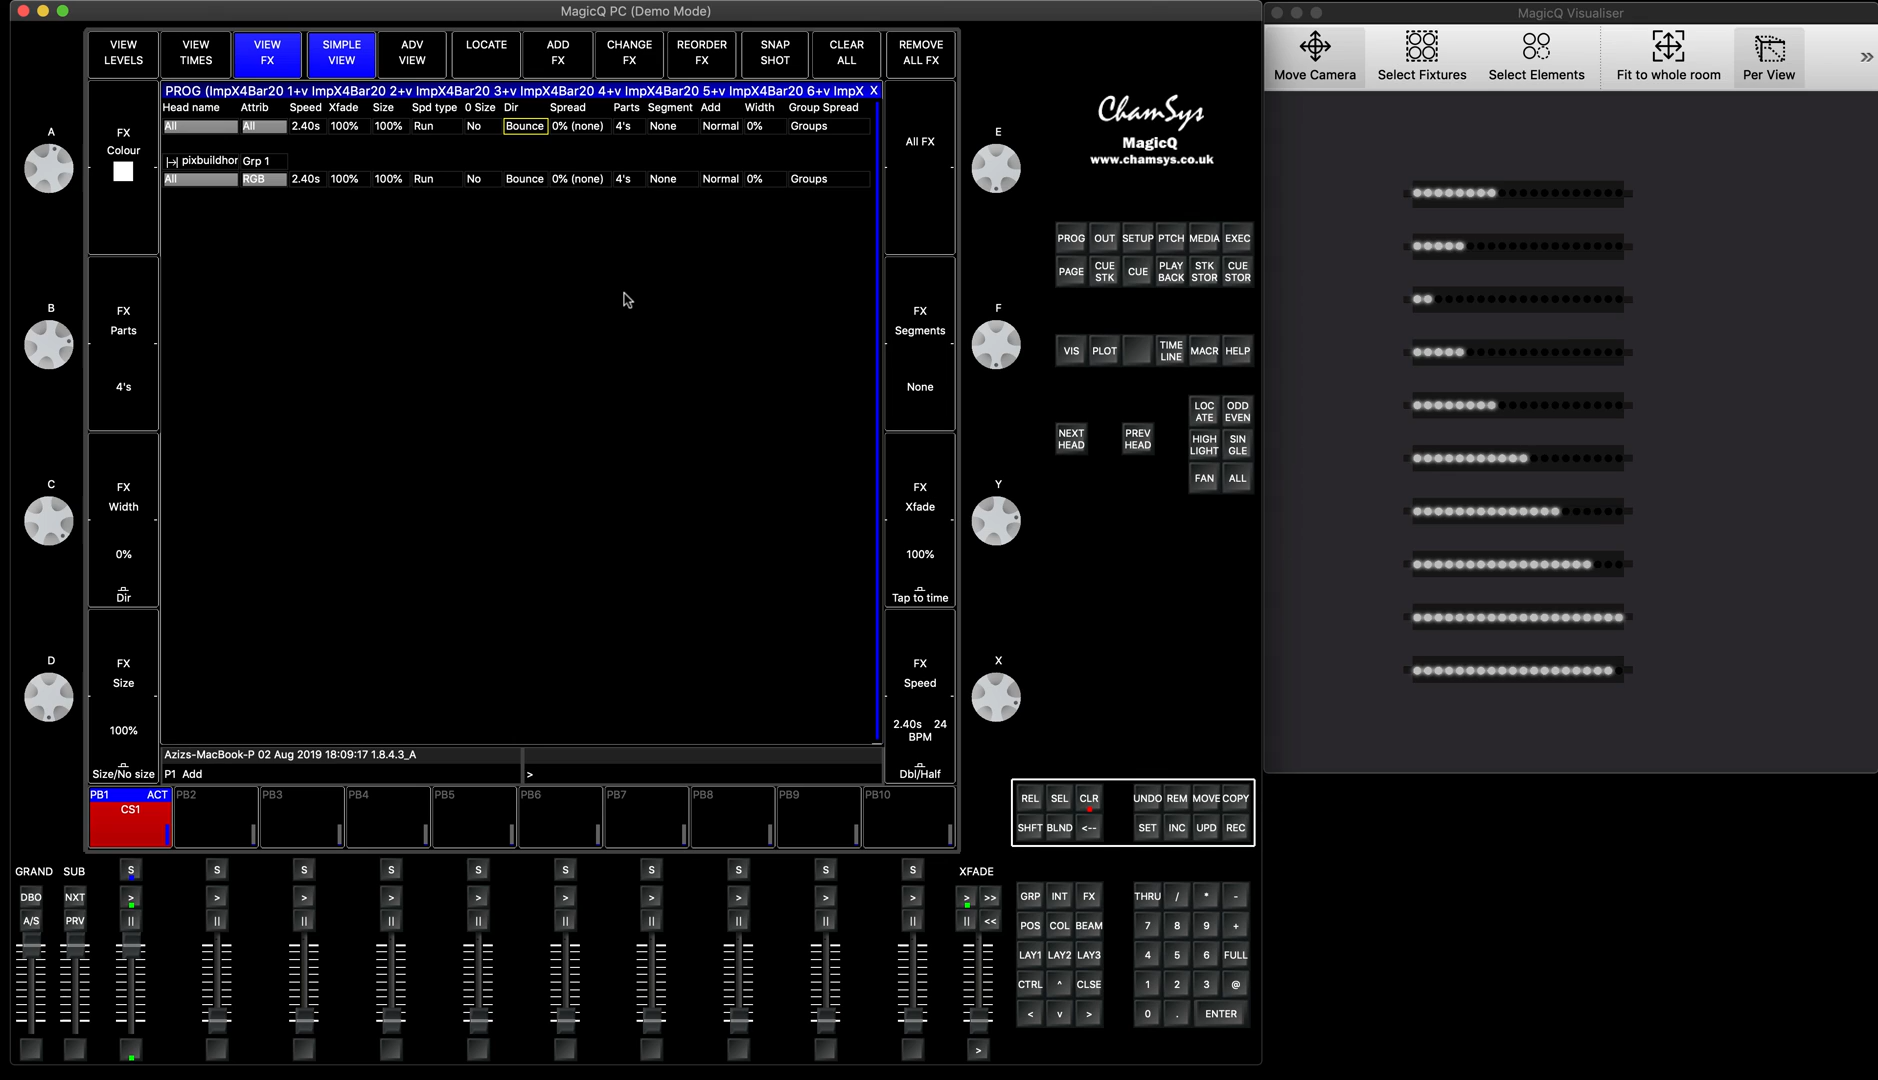 MagicQ PC (Demo Mode)
MagicQ Visualiser
VIEW LEVELS
VIEW TIMES
VIEW FX
SIMPLE VIEW
ADV VIEW
LOCATE
ADD FX
CHANGE FX
REORDER FX
SNAP SHOT
CLEAR ALL
REMOVE ALL FX
Move Camera
Select Fixtures
Select Elements
Fit to whole room
Per View
»
PROG (ImpX4Bar20 1+v ImpX4Bar20 2+v ImpX4Bar20 3+v ImpX4Bar20 4+v ImpX4Bar20 5+v ImpX4Bar20 6+v ImpX X
Head name Attrib Speed Xfade Size Spd type 0 Size Dir Spread Parts Segment Add Width Group Spread
All All 2.40s 100% 100% Run No Bounce 0% (none) 4's None Normal 0% Groups
pixbuildhor Grp 1
All RGB 2.40s 100% 100% Run No Bounce 0% (none) 4's None Normal 0% Groups
A
FX
Colour
B
FX
Parts
4's
C
FX
Width
0%
Dir
D
FX
Size
100%
Size/No size
All FX
E
FX
Segments
None
F
FX
Xfade
100%
Tap to time
Y
FX
Speed
2.40s 24
BPM
Dbl/Half
X
ChamSys
MagicQ
www.chamsys.co.uk
PROG OUT SETUP PTCH MEDIA EXEC
PAGE CUE STK CUE PLAY BACK STK STOR CUE STOR
VIS PLOT TIME LINE MACR HELP
LOC ATE ODD EVEN
NEXT HEAD PREV HEAD HIGH LIGHT SIN GLE
FAN ALL
Azizs-MacBook-P 02 Aug 2019 18:09:17 1.8.4.3_A
P1 Add >
PB1 ACT PB2 PB3 PB4 PB5 PB6 PB7 PB8 PB9 PB10
CS1
REL SEL CLR UNDO REM MOVE COPY
SHFT BLND <-- SET INC UPD REC
GRAND SUB S S S S S S S S S S XFADE
DBO NXT > > > > > > > > > > > >>
A/S PRV || || || || || || || || || || || <<
>
GRP INT FX THRU / * -
POS COL BEAM 7 8 9 +
LAY1 LAY2 LAY3 4 5 6 FULL
CTRL ^ CLSE 1 2 3 @
< v > 0 . ENTER